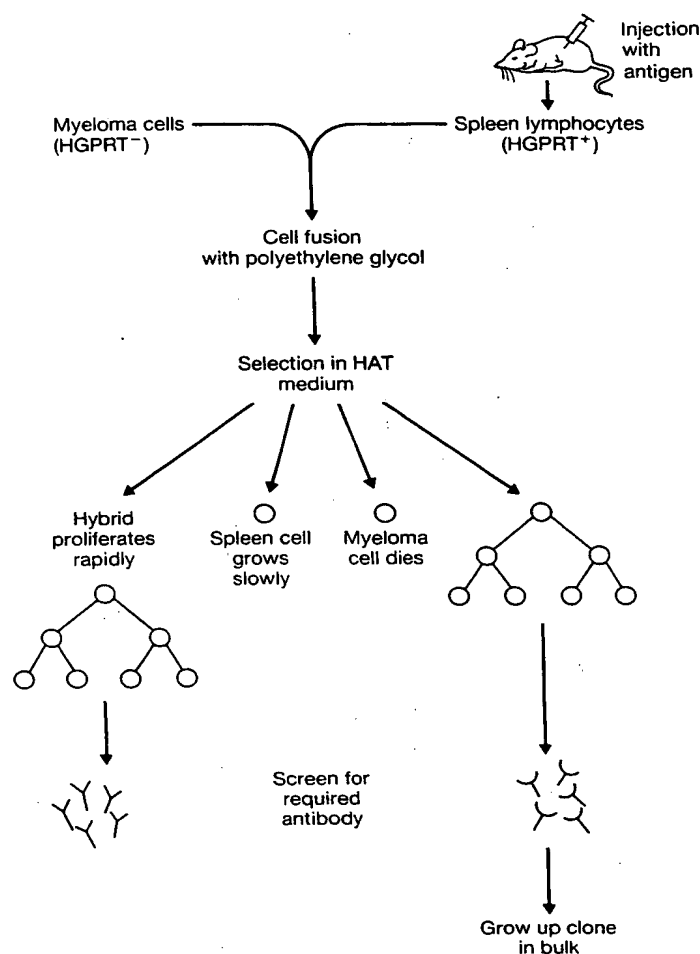 Injection
with
antigen
Myeloma cells
(HGPRT⁻)
Spleen lymphocytes
(HGPRT⁺)
Cell fusion
with polyethylene glycol
Selection in HAT
medium
Hybrid
proliferates
rapidly
Spleen cell
grows
slowly
Myeloma
cell dies
Screen for
required
antibody
Grow up clone
in bulk